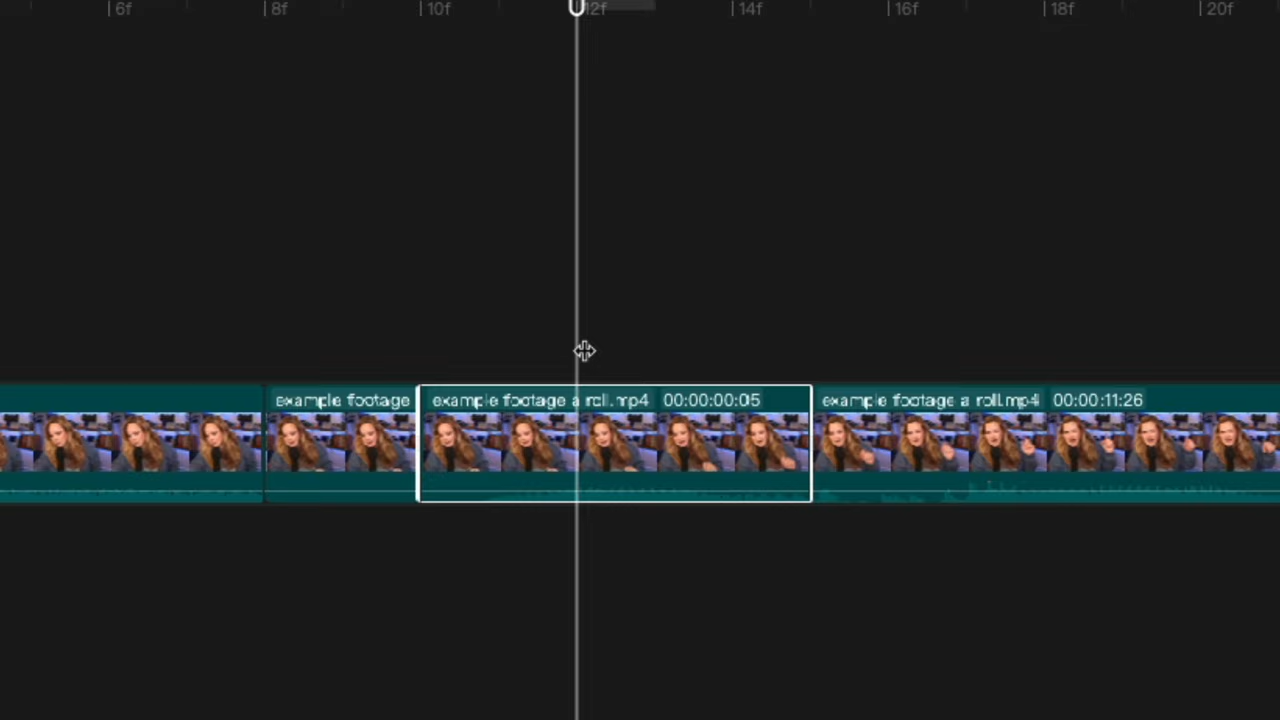 6f 8f 10f 12f 14f 16f 18f 20f
example footage example footage a roll.mp4 00:00:00:05 example footage a roll.mp4 00:00:11:26